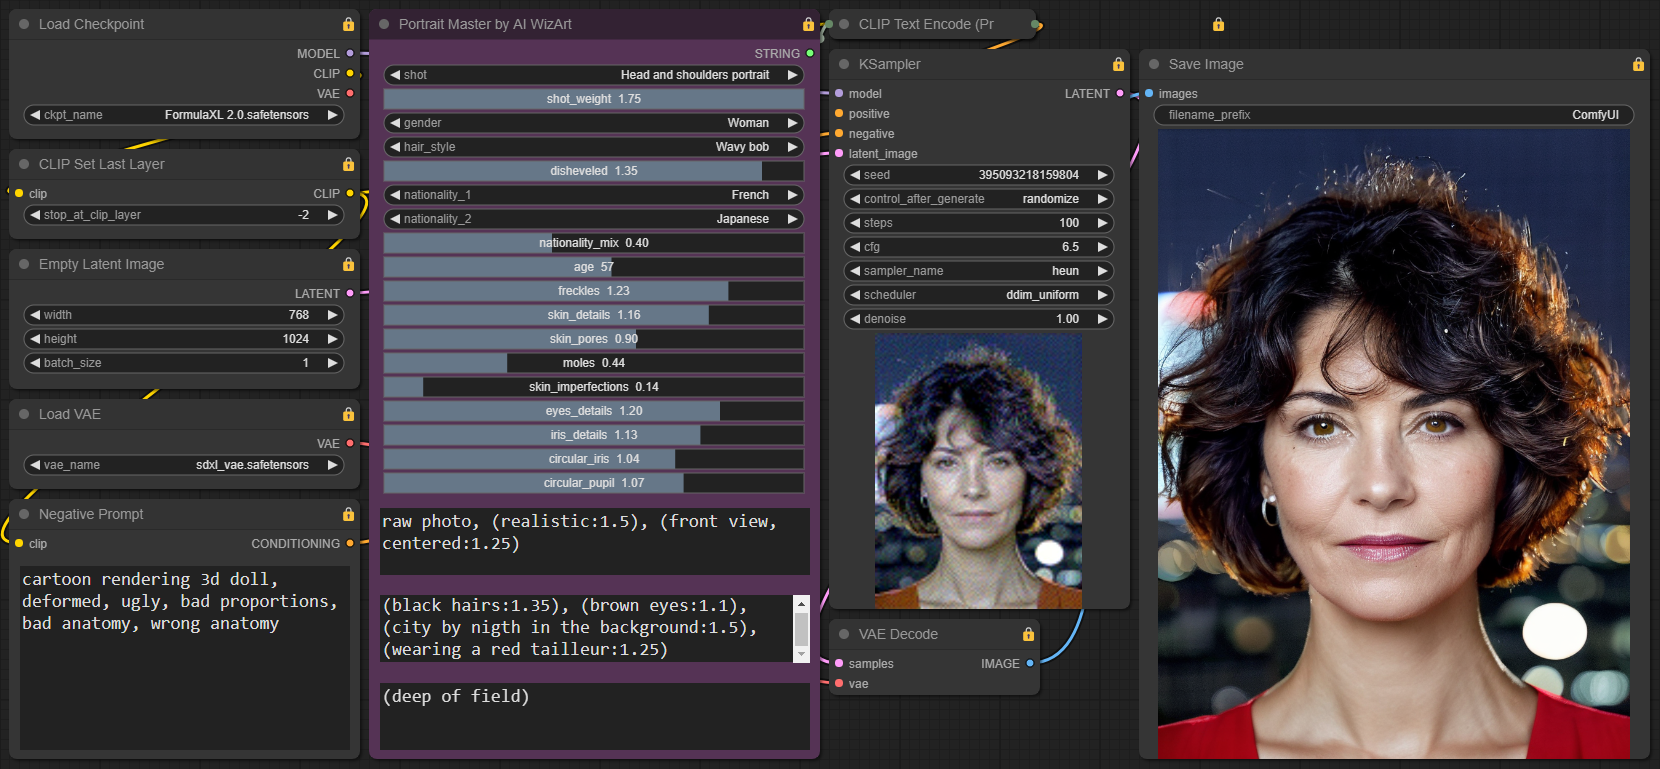 Load Checkpoint
MODEL
CLIP
VAE
ckpt_name FormulaXL 2.0.safetensors
CLIP Set Last Layer
clip CLIP
stop_at_clip_layer -2
Empty Latent Image
LATENT
width 768
height 1024
batch_size 1
Load VAE
VAE
vae_name sdxl_vae.safetensors
Negative Prompt
clip CONDITIONING
cartoon rendering 3d doll,
deformed, ugly, bad proportions,
bad anatomy, wrong anatomy
Portrait Master by AI WizArt
STRING
shot Head and shoulders portrait
shot_weight 1.75
gender Woman
hair_style Wavy bob
disheveled 1.35
nationality_1 French
nationality_2 Japanese
nationality_mix 0.40
age 57
freckles 1.23
skin_details 1.16
skin_pores 0.90
moles 0.44
skin_imperfections 0.14
eyes_details 1.20
iris_details 1.13
circular_iris 1.04
circular_pupil 1.07
raw photo, (realistic:1.5), (front view,
centered:1.25)
(black hairs:1.35), (brown eyes:1.1),
(city by nigth in the background:1.5),
(wearing a red tailleur:1.25)
(deep of field)
CLIP Text Encode (Pr
KSampler
model LATENT
positive
negative
latent_image
seed 395093218159804
control_after_generate randomize
steps 100
cfg 6.5
sampler_name heun
scheduler ddim_uniform
denoise 1.00
VAE Decode
samples IMAGE
vae
Save Image
images
filename_prefix ComfyUI